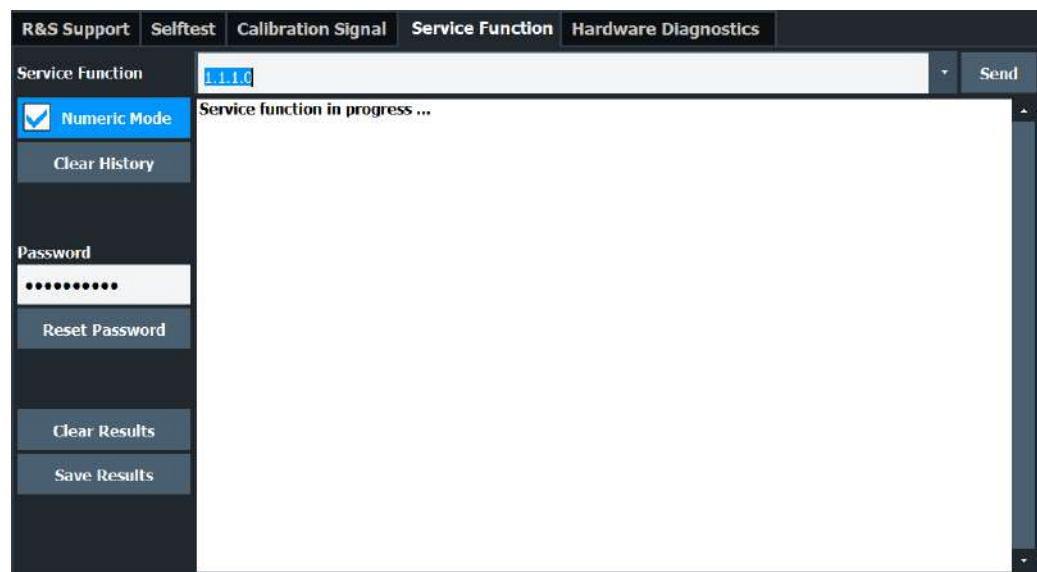 R&S Support Selftest Calibration Signal Service Function Hardware Diagnostics
Service Function 1.1.1.0 Send
Numeric Mode
Service function in progress ...
Clear History
Password
••••••••••
Reset Password
Clear Results
Save Results